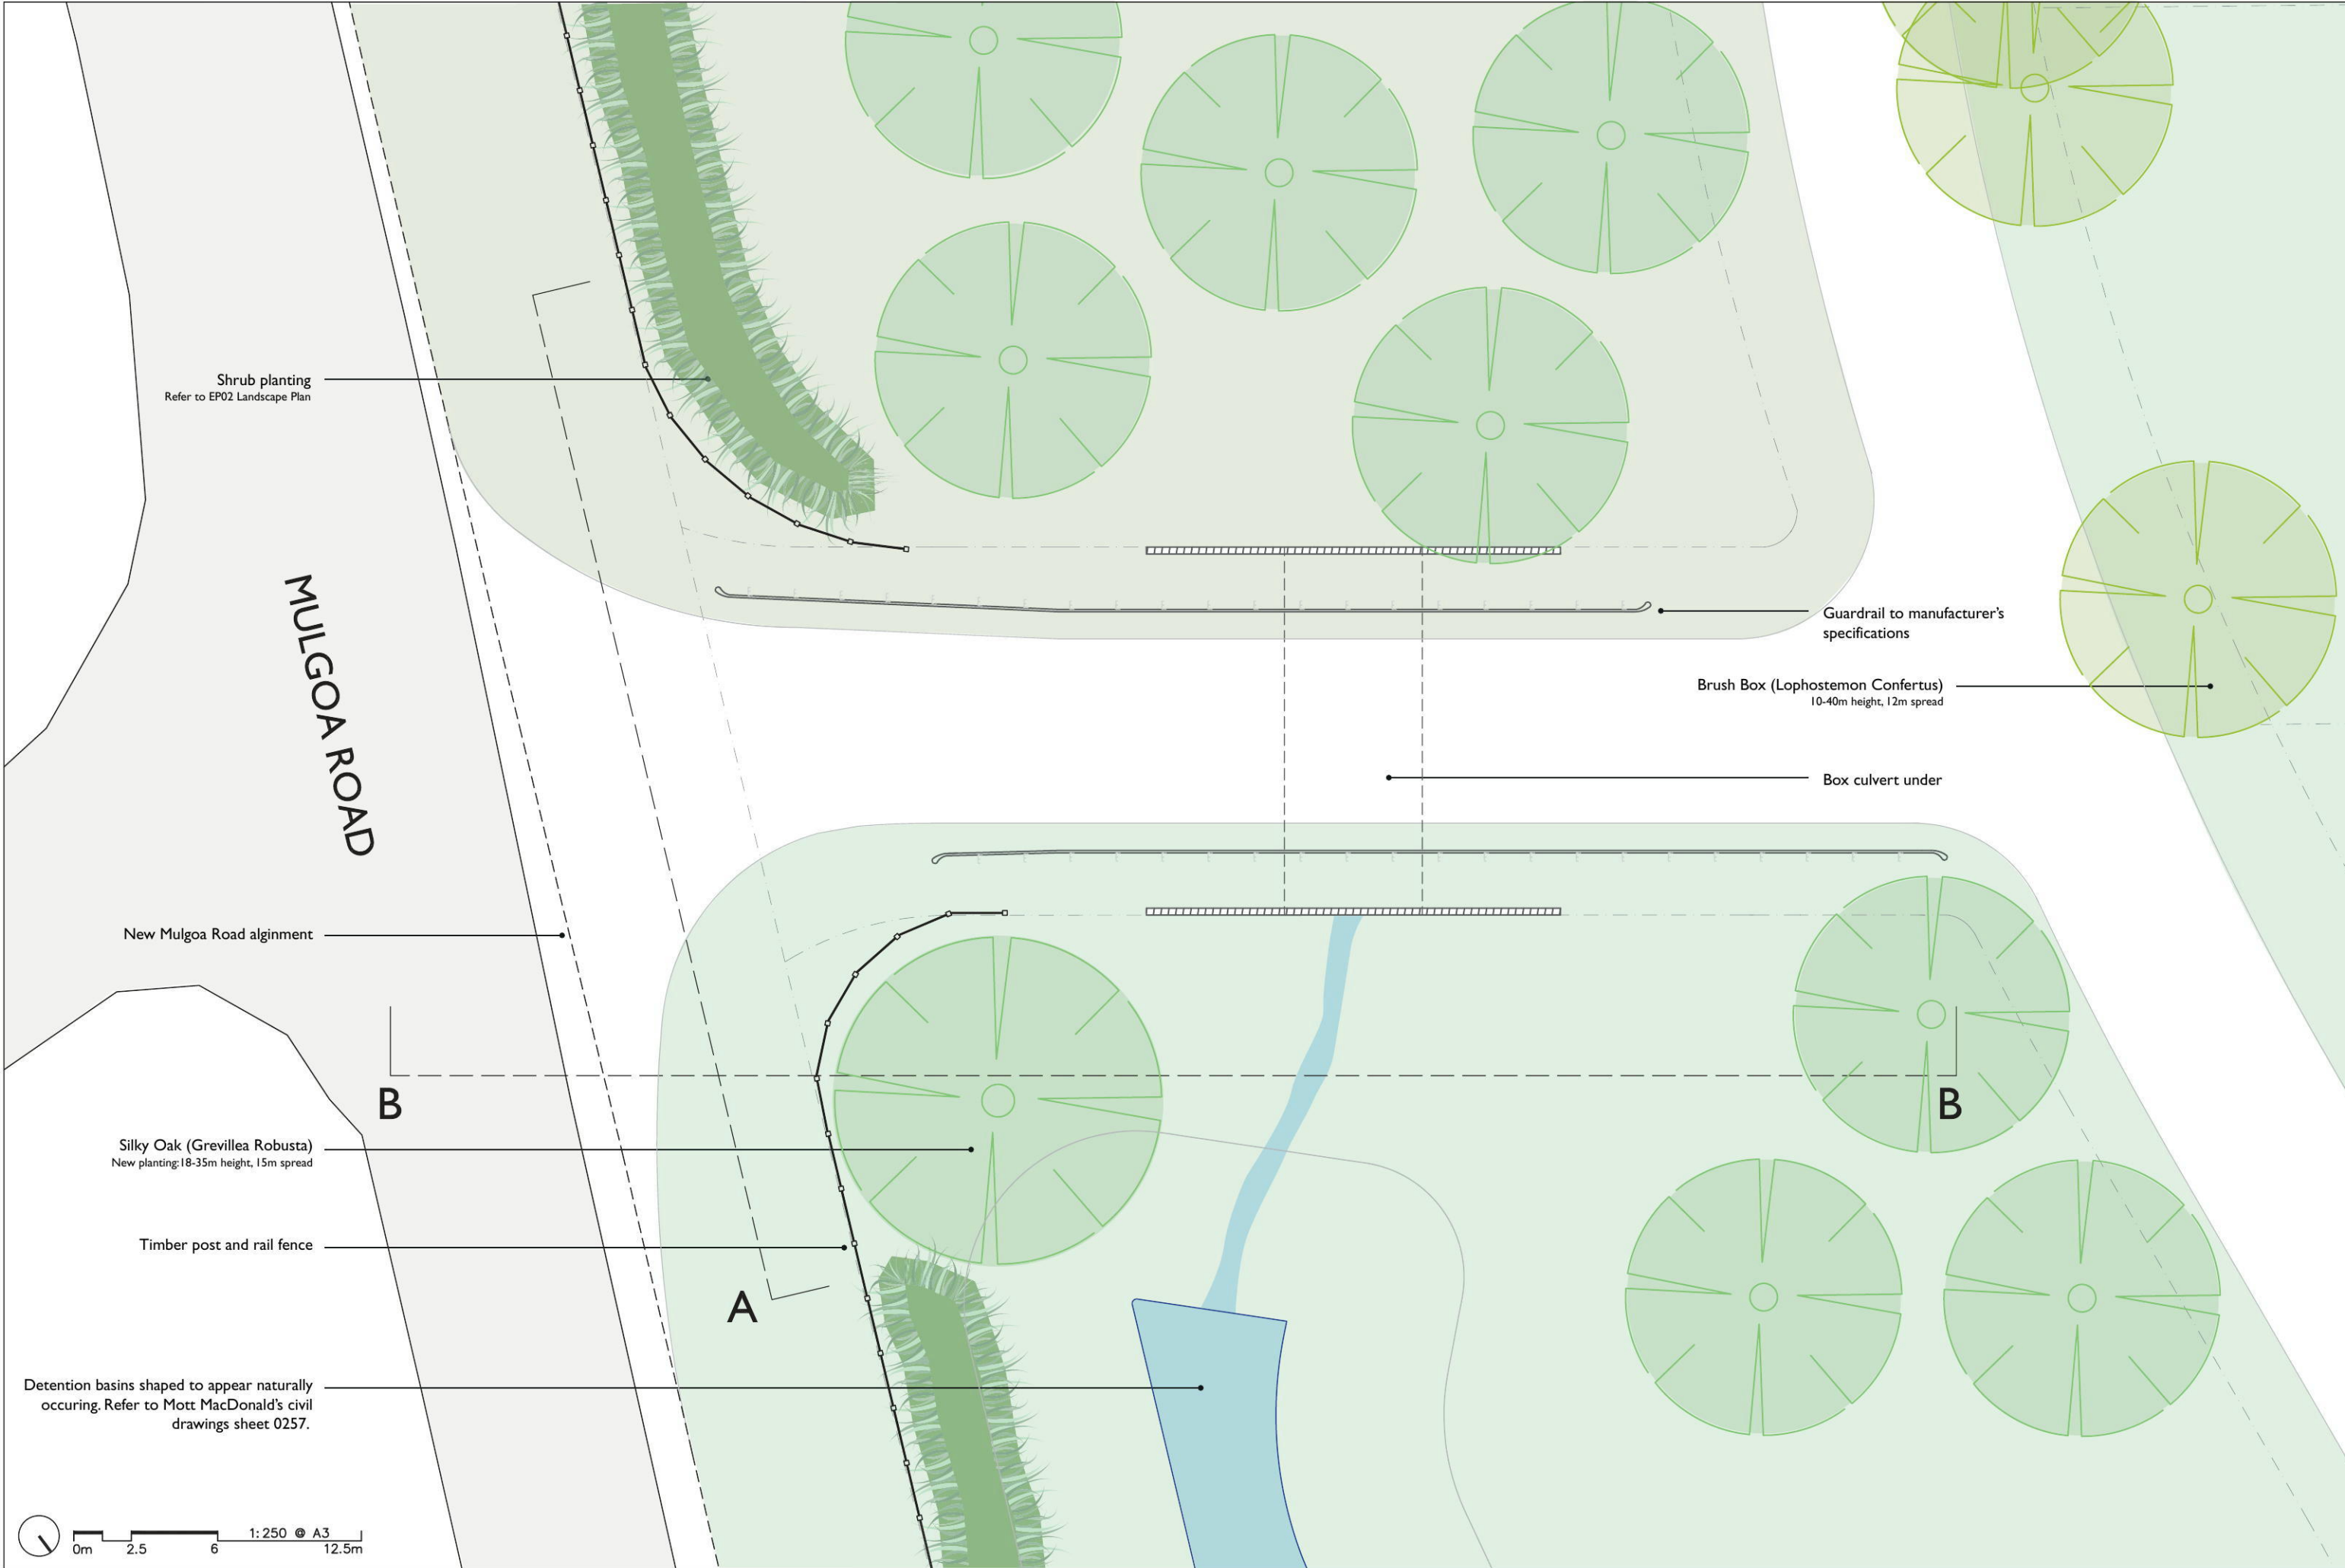 Shrub planting
Refer to EP02 Landscape Plan
MULGOA ROAD
Guardrail to manufacturer's
specifications
Brush Box (Lophostemon Confertus)
10-40m height, 12m spread
Box culvert under
New Mulgoa Road alginment
B
B
Silky Oak (Grevillea Robusta)
New planting:18-35m height, 15m spread
Timber post and rail fence
A
Detention basins shaped to appear naturally
occuring. Refer to Mott MacDonald's civil
drawings sheet 0257.
1:250 @ A3
0m 2.5 6 12.5m